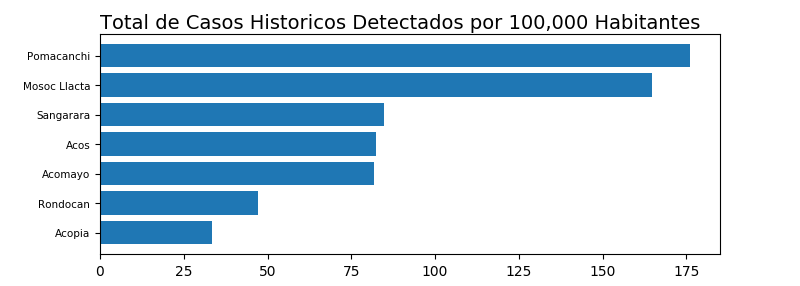 Total de Casos Historicos Detectados por 100,000 Habitantes
Pomacanchi
Mosoc Llacta
Sangarara
Acos
Acomayo
Rondocan
Acopia
0 25 50 75 100 125 150 175